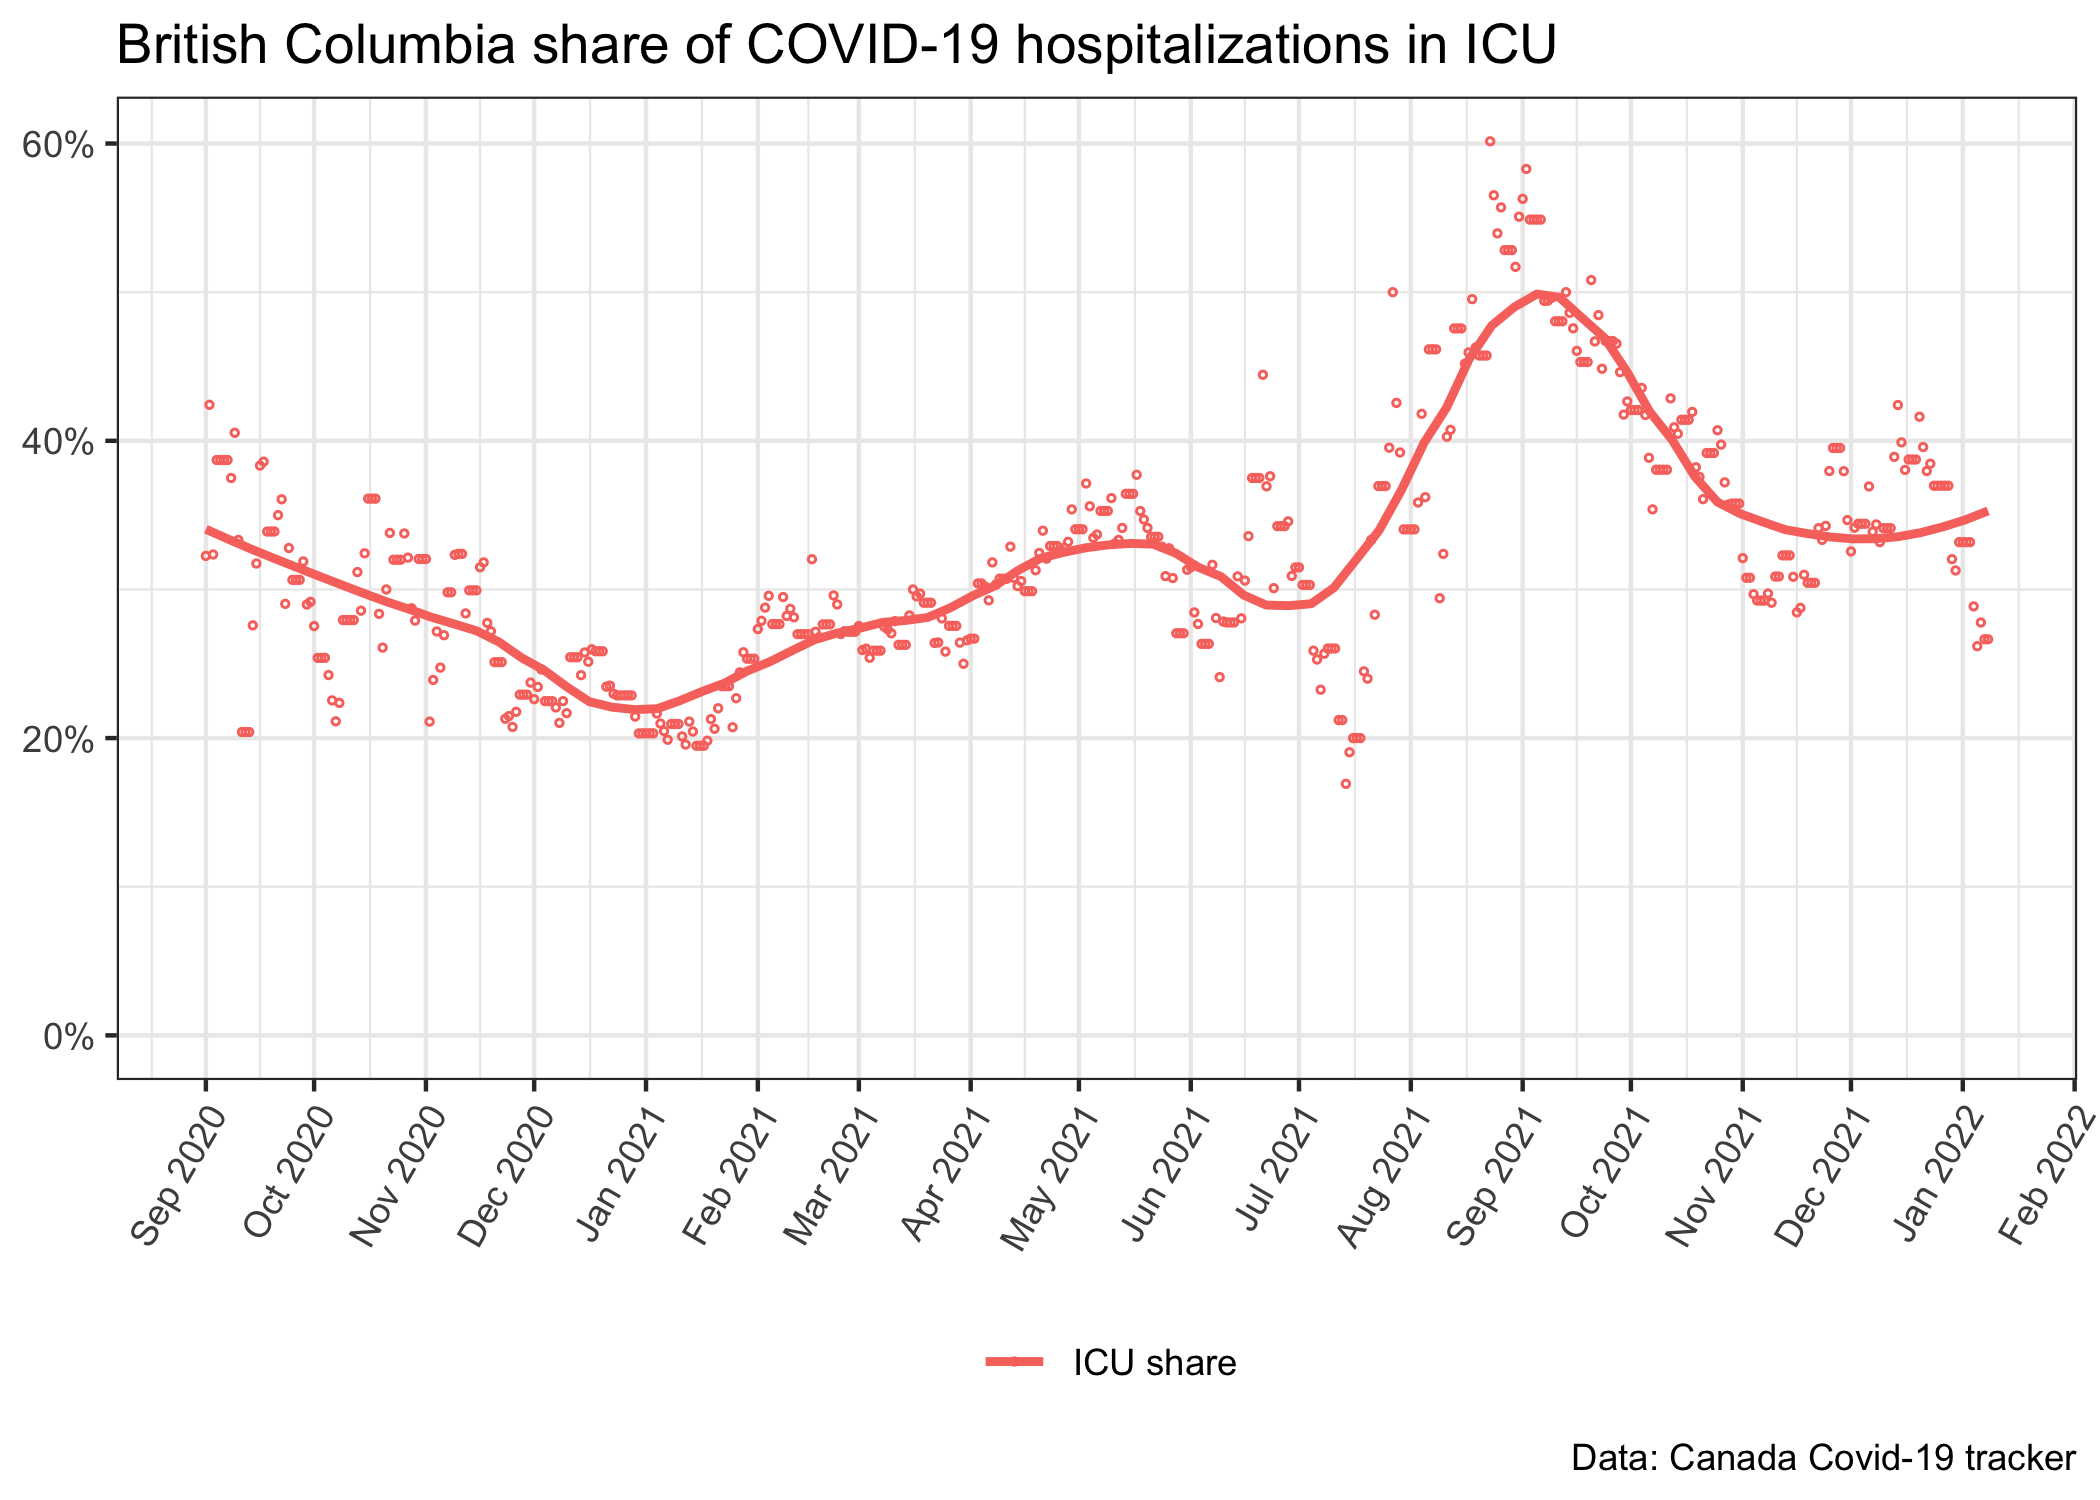 British Columbia share of COVID-19 hospitalizations in ICU
60%
40%
20%
0%
Sep 2020
Oct 2020
Nov 2020
Dec 2020
Jan 2021
Feb 2021
Mar 2021
Apr 2021
May 2021
Jun 2021
Jul 2021
Aug 2021
Sep 2021
Oct 2021
Nov 2021
Dec 2021
Jan 2022
Feb 2022
ICU share
Data: Canada Covid-19 tracker